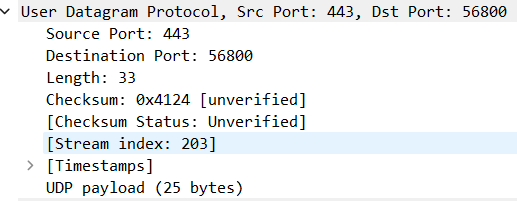 User Datagram Protocol, Src Port: 443, Dst Port: 56800
Source Port: 443
Destination Port: 56800
Length: 33
Checksum: 0x4124 [unverified]
[Checksum Status: Unverified]
[Stream index: 203]
[Timestamps]
UDP payload (25 bytes)